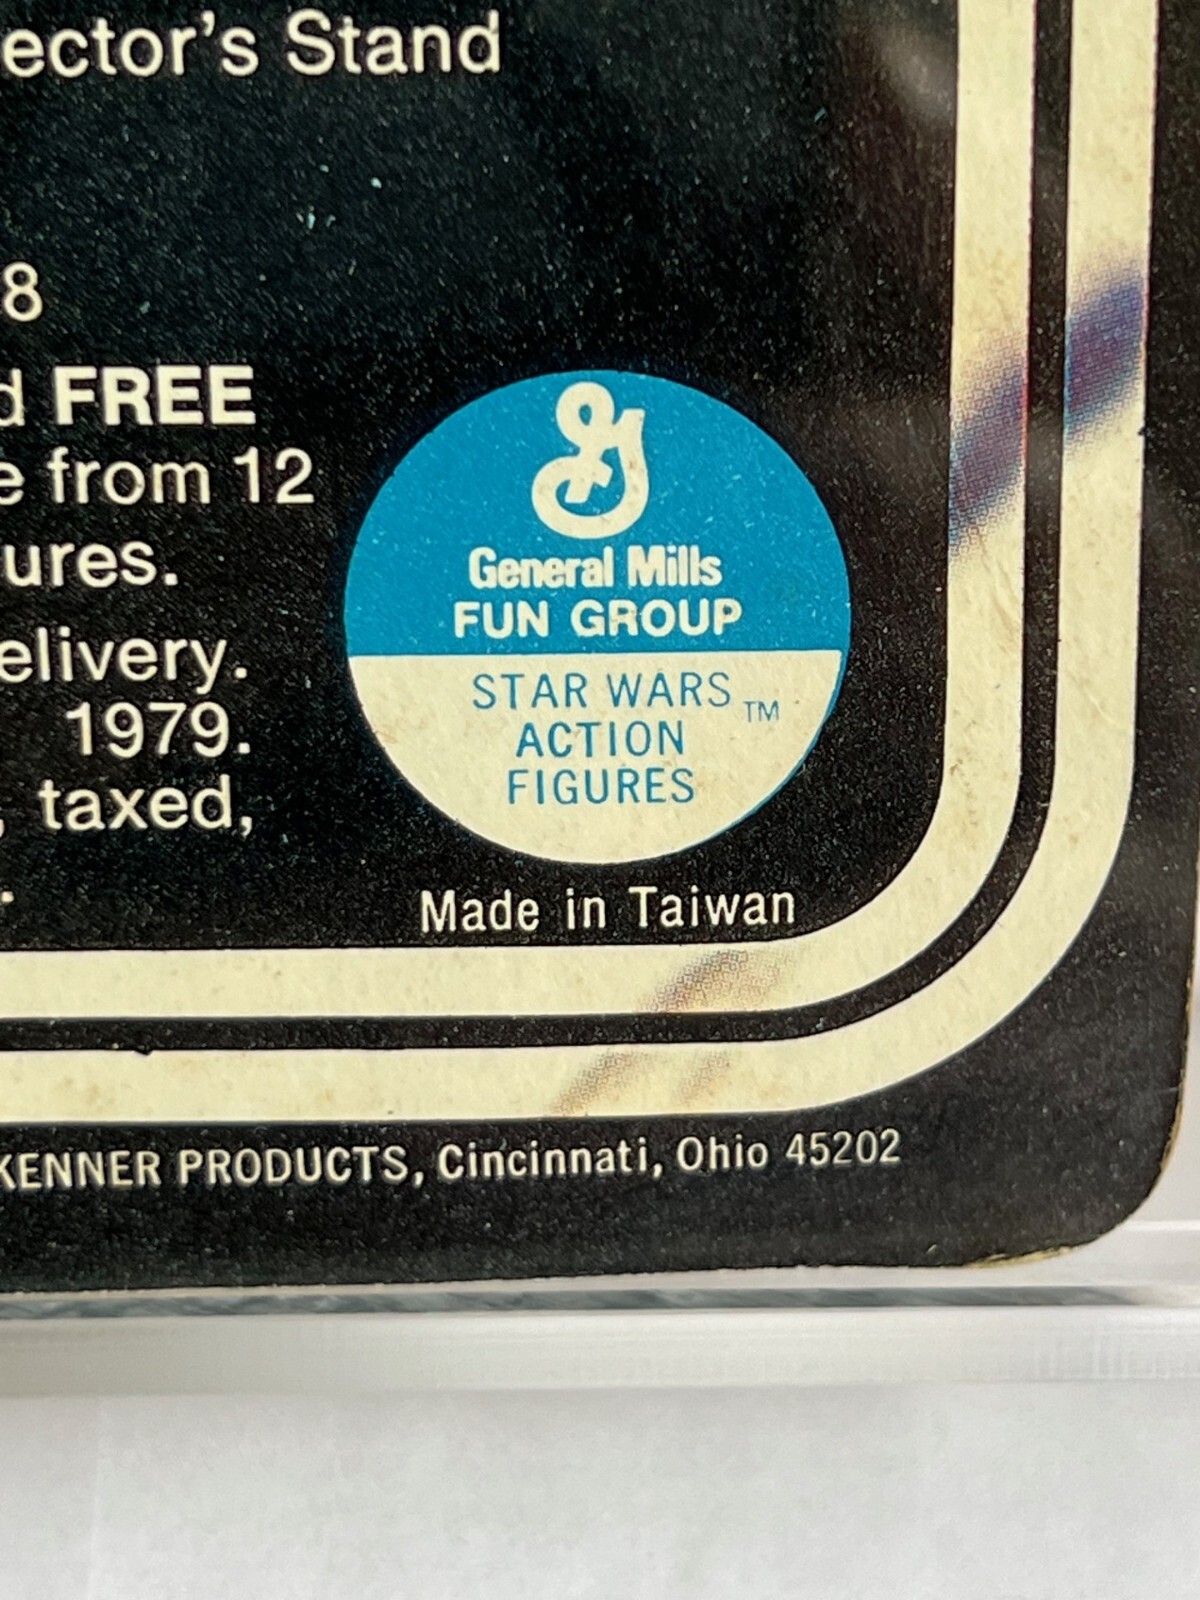 ector's Stand
8
d FREE
e from 12
ures.
elivery.
1979.
, taxed,
.
General Mills
FUN GROUP
STAR WARS TM
ACTION
FIGURES
Made in Taiwan
KENNER PRODUCTS, Cincinnati, Ohio 45202